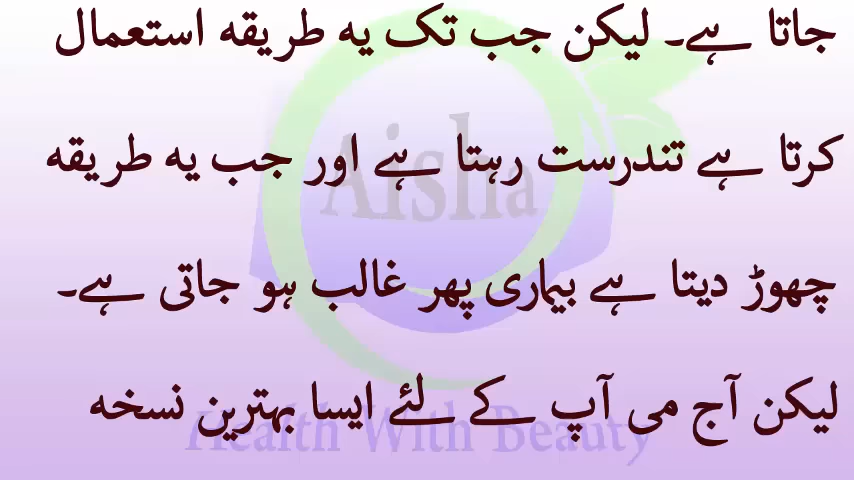 جاتا ہے۔ لیکن جب تک یہ طریقہ استعمال
کرتا ہے تندرست رہتا ہے اور جب یہ طریقہ
چھوڑ دیتا ہے بیماری پھر غالب ہو جاتی ہے۔
لیکن آج می آپ کے لئے ایسا بہترین نسخہ
Aisha
Health With Beauty